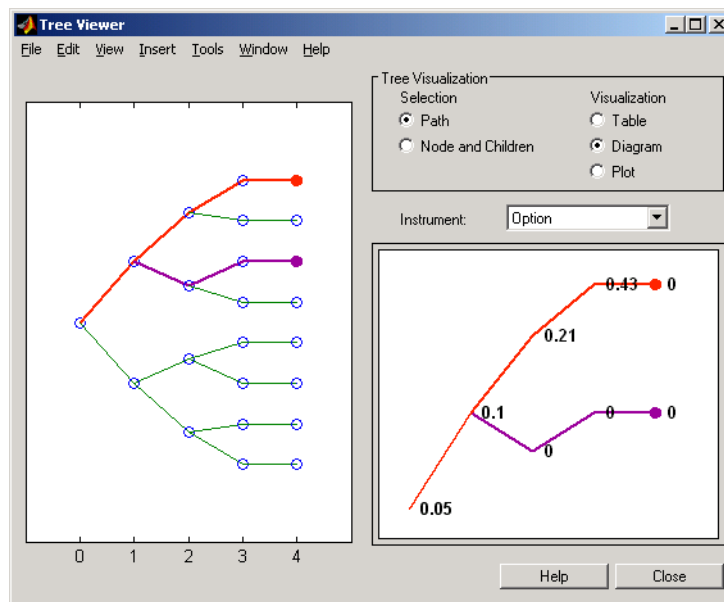 Tree Viewer
File Edit View Insert Tools Window Help
Tree Visualization
Selection
Visualization
Path
Table
Node and Children
Diagram
Plot
Instrument:
Option
0.43
0
0.21
0.1
0
0
0
0.05
0 1 2 3 4
Help
Close